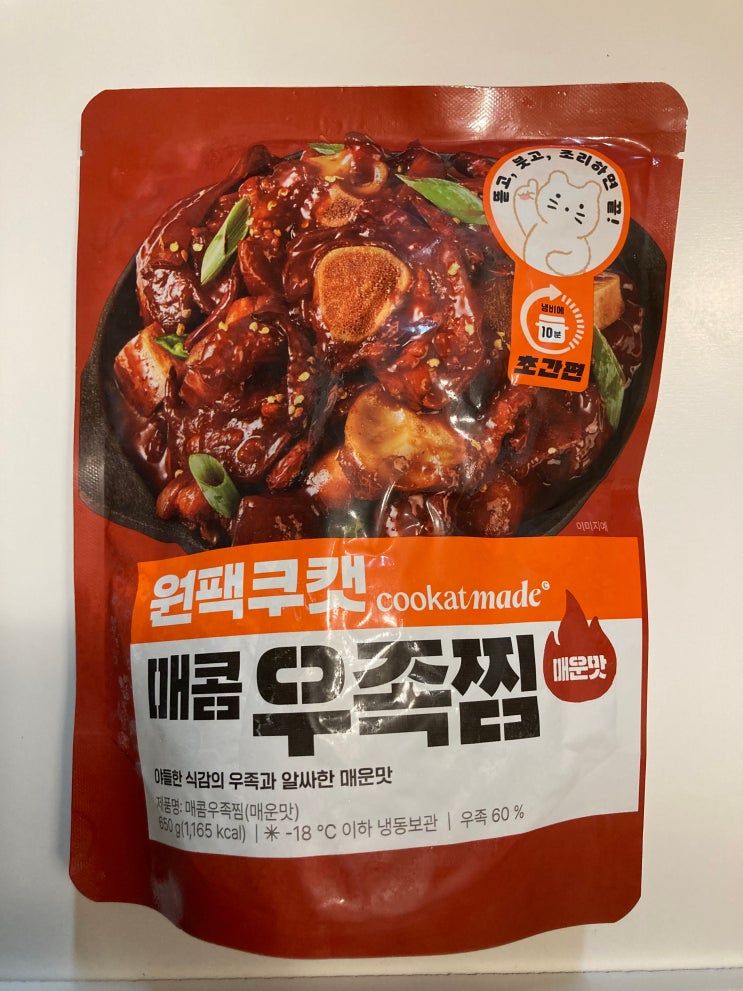 뜯고, 붓고, 조리하면 끝!
냄비에
10분
초간편
이미지예
원팩쿠캣 cookatmade©
매콤 우족찜
매운맛
야들한 식감의 우족과 알싸한 매운맛
제품명: 매콤우족찜(매운맛)
650 g(1,165 kcal) | -18 °C 이하 냉동보관 | 우족 60 %